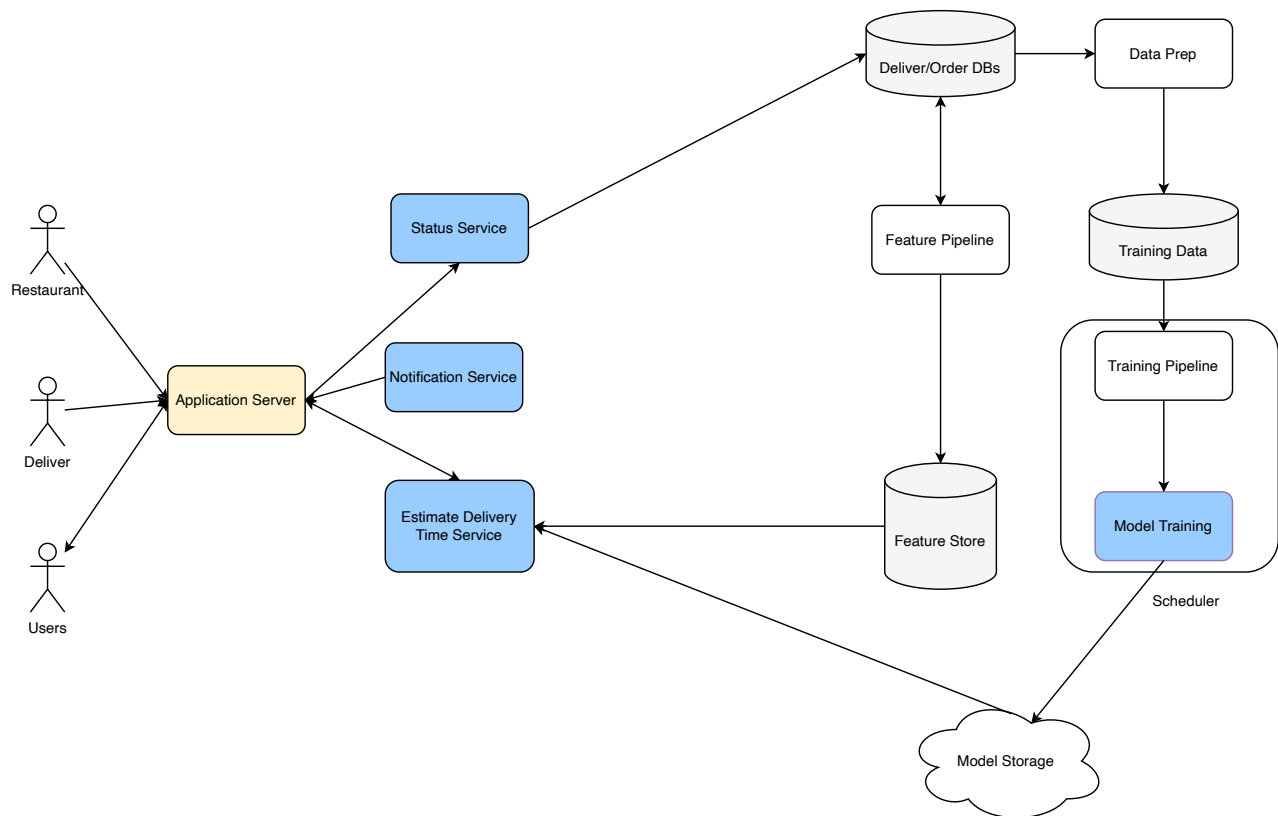 Deliver/Order DBs
Data Prep
Status Service
Feature Pipeline
Training Data
Restaurant
Training Pipeline
Notification Service
Application Server
Deliver
Estimate Delivery
Time Service
Feature Store
Model Training
Scheduler
Users
Model Storage